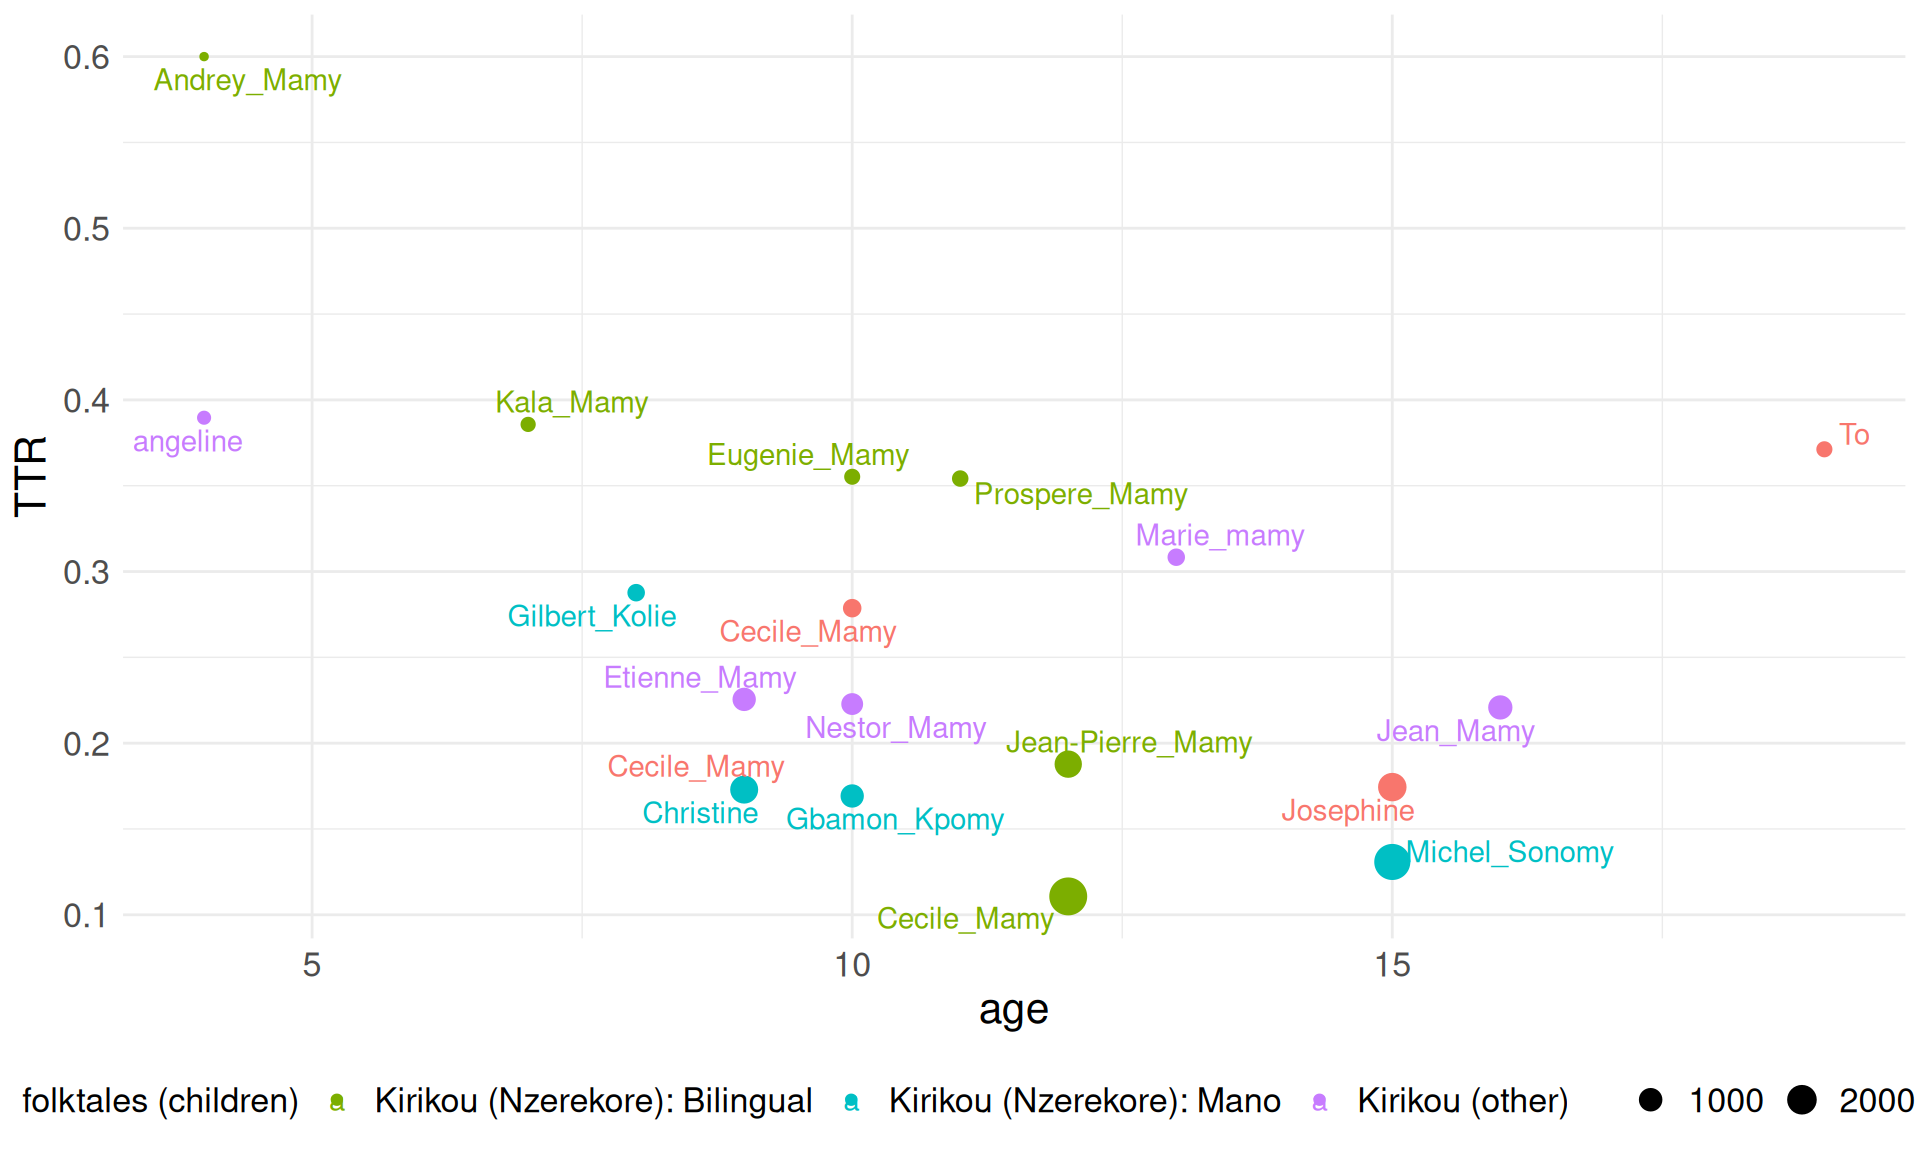 0.6
Andrey_Mamy
0.5
0.4
Kala_Mamy
angeline
To
Eugenie_Mamy
Prospere_Mamy
Marie_mamy
0.3
Gilbert_Kolie
Cecile_Mamy
Etienne_Mamy
Nestor_Mamy
Jean_Mamy
0.2
Jean-Pierre_Mamy
Cecile_Mamy
Christine
Gbamon_Kpomy
Josephine
Michel_Sonomy
0.1
Cecile_Mamy
TTR
5 10 15
age
folktales (children) a Kirikou (Nzerekore): Bilingual a Kirikou (Nzerekore): Mano a Kirikou (other) 1000 2000